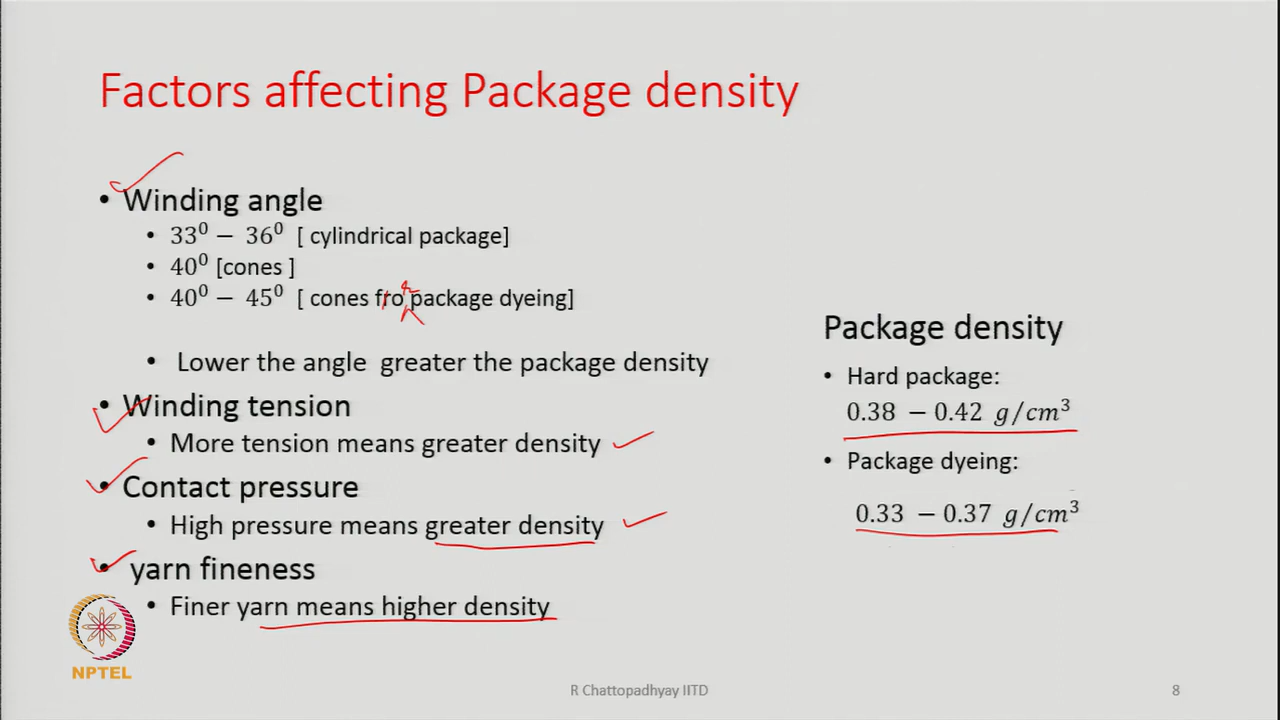 Factors affecting Package density
• Winding angle
• 33⁰ – 36⁰ [ cylindrical package]
• 40⁰ [cones ]
• 40⁰ – 45⁰ [ cones fro package dyeing]
• Lower the angle greater the package density
• Winding tension
• More tension means greater density
• Contact pressure
• High pressure means greater density
• yarn fineness
• Finer yarn means higher density
Package density
• Hard package:
0.38 – 0.42 g/cm³
• Package dyeing:
0.33 – 0.37 g/cm³
NPTEL
R Chattopadhyay IITD
8